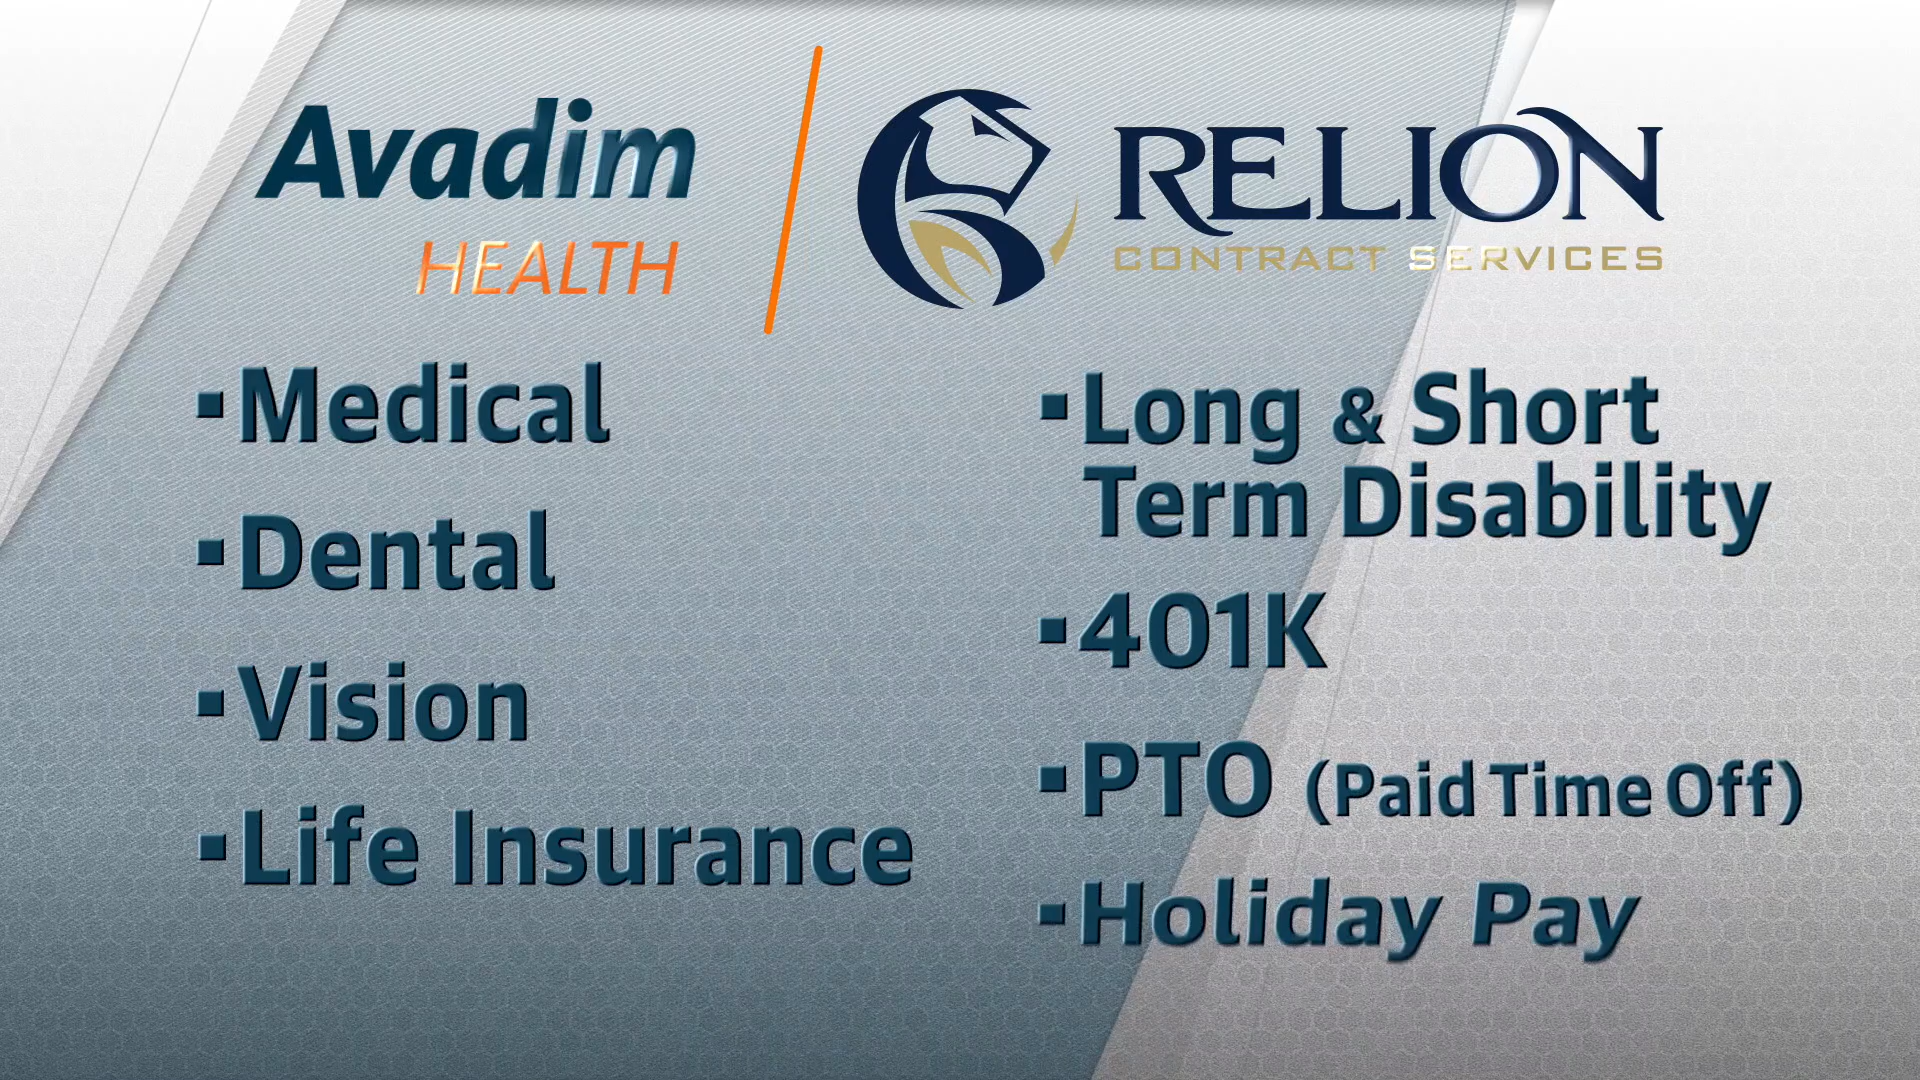 Avadim
HEALTH
RELION
CONTRACT SERVICES
▪Medical
▪Dental
▪Vision
▪Life Insurance
▪Long & Short
Term Disability
▪401K
▪PTO (Paid Time Off)
▪Holiday Pay